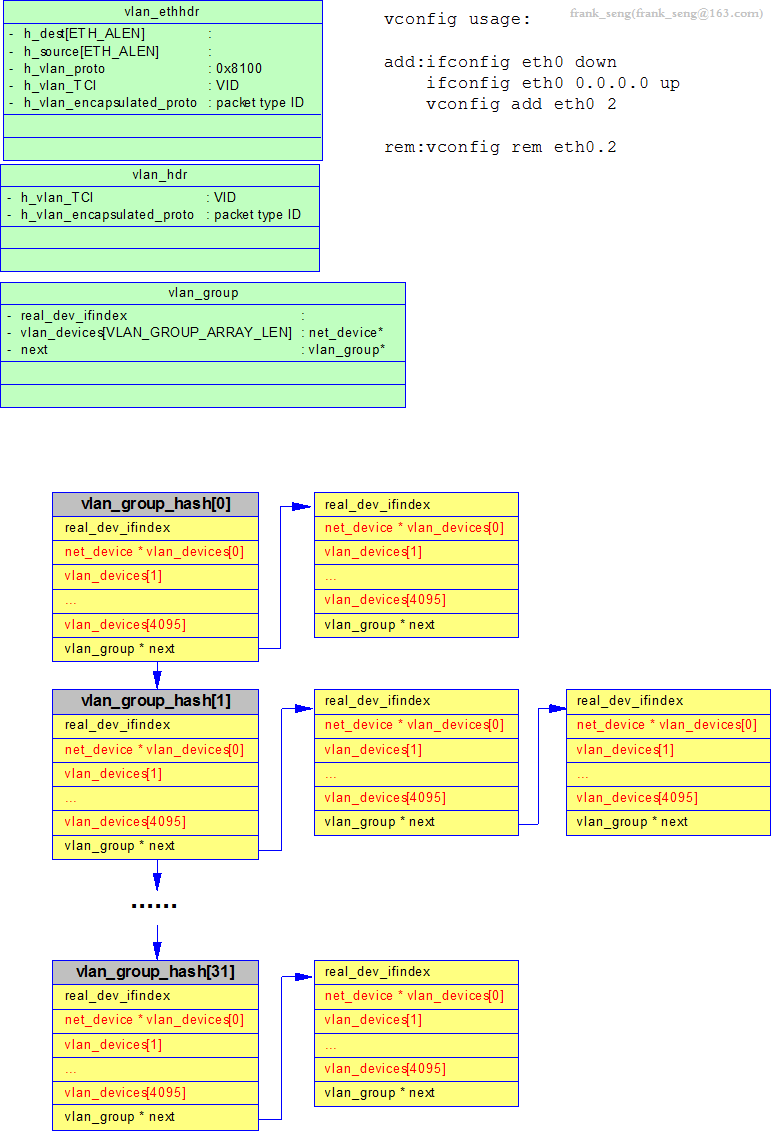 vlan_ethhdr
- h_dest[ETH_ALEN] :
- h_source[ETH_ALEN] :
- h_vlan_proto : 0x8100
- h_vlan_TCI : VID
- h_vlan_encapsulated_proto : packet type ID
vlan_hdr
- h_vlan_TCI : VID
- h_vlan_encapsulated_proto : packet type ID
vlan_group
- real_dev_ifindex :
- vlan_devices[VLAN_GROUP_ARRAY_LEN] : net_device*
- next : vlan_group*
frank_seng(frank_seng@163.com)
vconfig usage:
add:ifconfig eth0 down
ifconfig eth0 0.0.0.0 up
vconfig add eth0 2
rem:vconfig rem eth0.2
vlan_group_hash[0]
real_dev_ifindex
net_device * vlan_devices[0]
vlan_devices[1]
...
vlan_devices[4095]
vlan_group * next
real_dev_ifindex
net_device * vlan_devices[0]
vlan_devices[1]
...
vlan_devices[4095]
vlan_group * next
vlan_group_hash[1]
real_dev_ifindex
net_device * vlan_devices[0]
vlan_devices[1]
...
vlan_devices[4095]
vlan_group * next
real_dev_ifindex
net_device * vlan_devices[0]
vlan_devices[1]
...
vlan_devices[4095]
vlan_group * next
real_dev_ifindex
net_device * vlan_devices[0]
vlan_devices[1]
...
vlan_devices[4095]
vlan_group * next
......
vlan_group_hash[31]
real_dev_ifindex
net_device * vlan_devices[0]
vlan_devices[1]
...
vlan_devices[4095]
vlan_group * next
real_dev_ifindex
net_device * vlan_devices[0]
vlan_devices[1]
...
vlan_devices[4095]
vlan_group * next